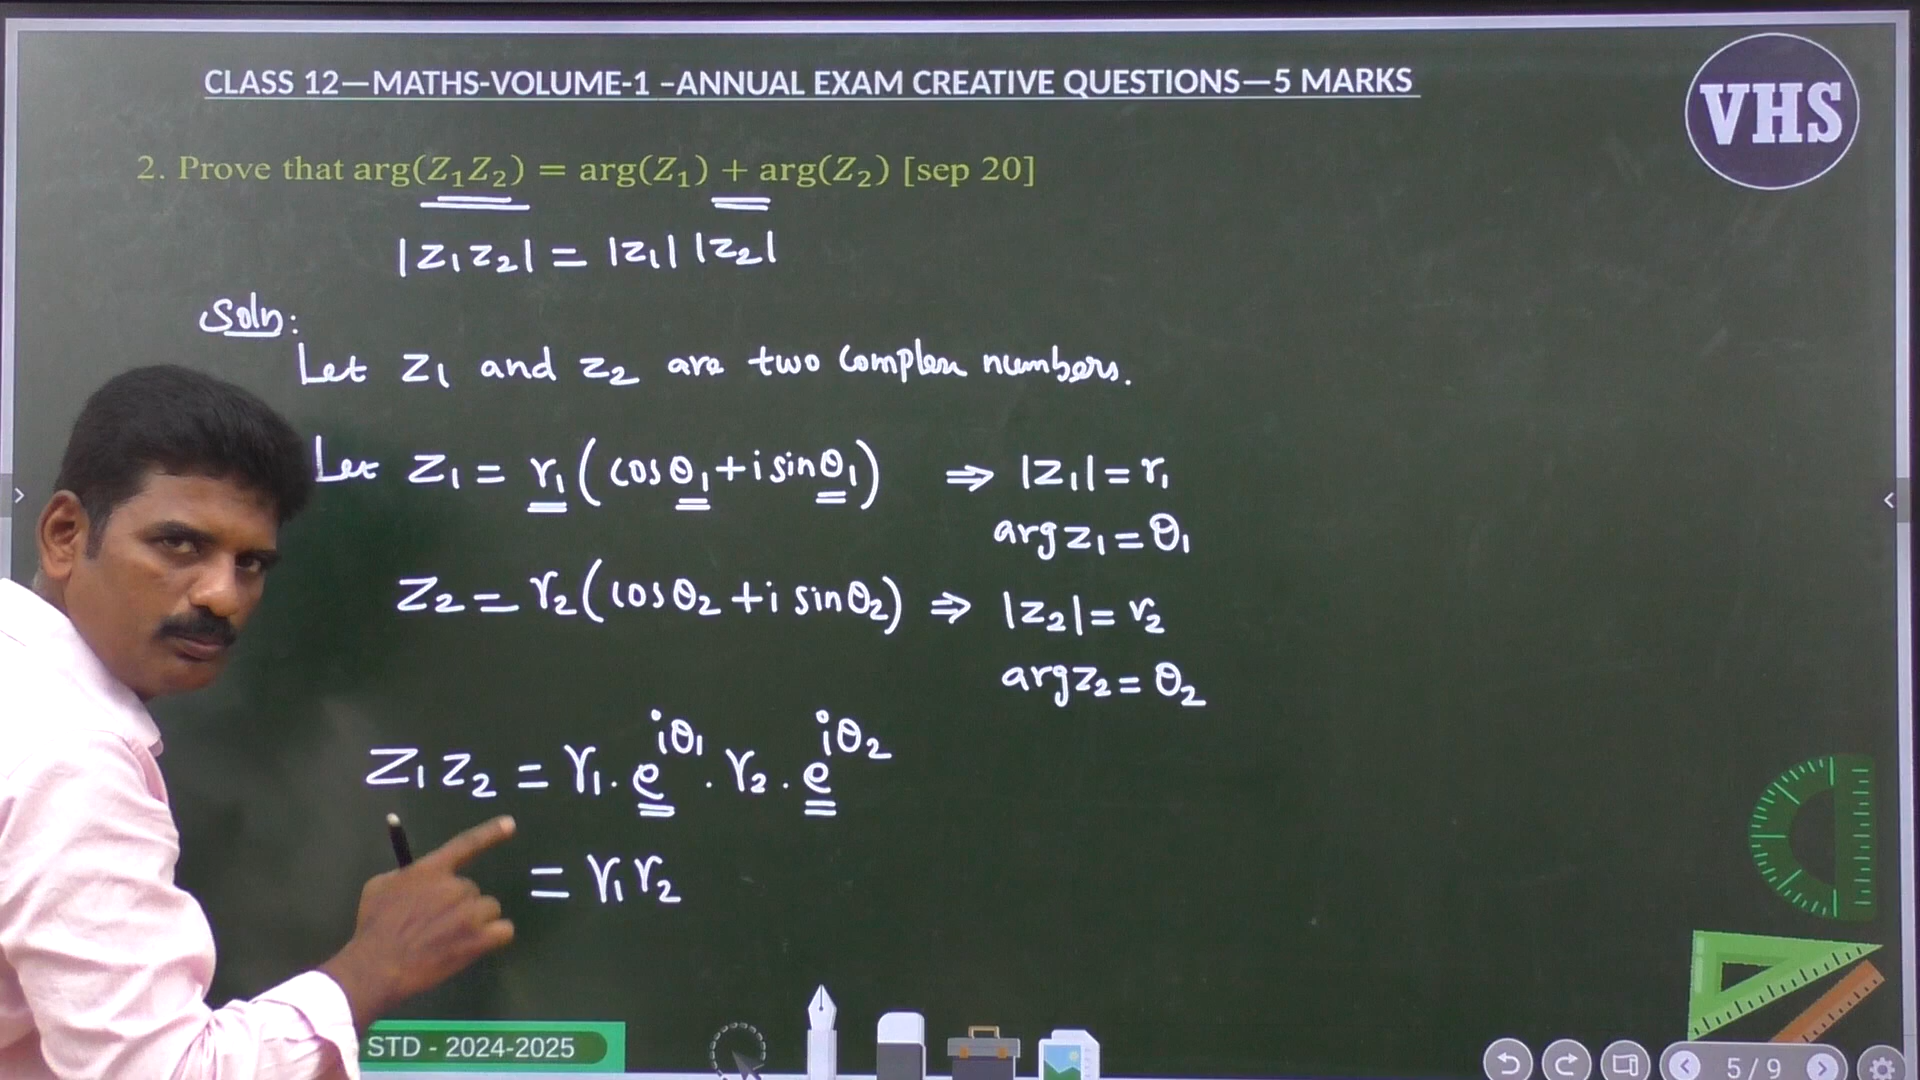 CLASS 12—MATHS-VOLUME-1 –ANNUAL EXAM CREATIVE QUESTIONS—5 MARKS
VHS
2. Prove that arg(Z₁Z₂) = arg(Z₁) + arg(Z₂) [sep 20]
|z₁z₂| = |z₁| |z₂|
Soln:
Let z₁ and z₂ are two complex numbers.
Let z₁ = r₁(cosθ₁+i sinθ₁) ⇒ |z₁| = r₁
arg z₁ = θ₁
z₂ = r₂(cosθ₂ + i sinθ₂) ⇒ |z₂| = r₂
arg z₂ = θ₂
z₁z₂ = r₁ . e^{iθ₁} . r₂ . e^{iθ₂}
= r₁r₂
STD - 2024-2025
5/9